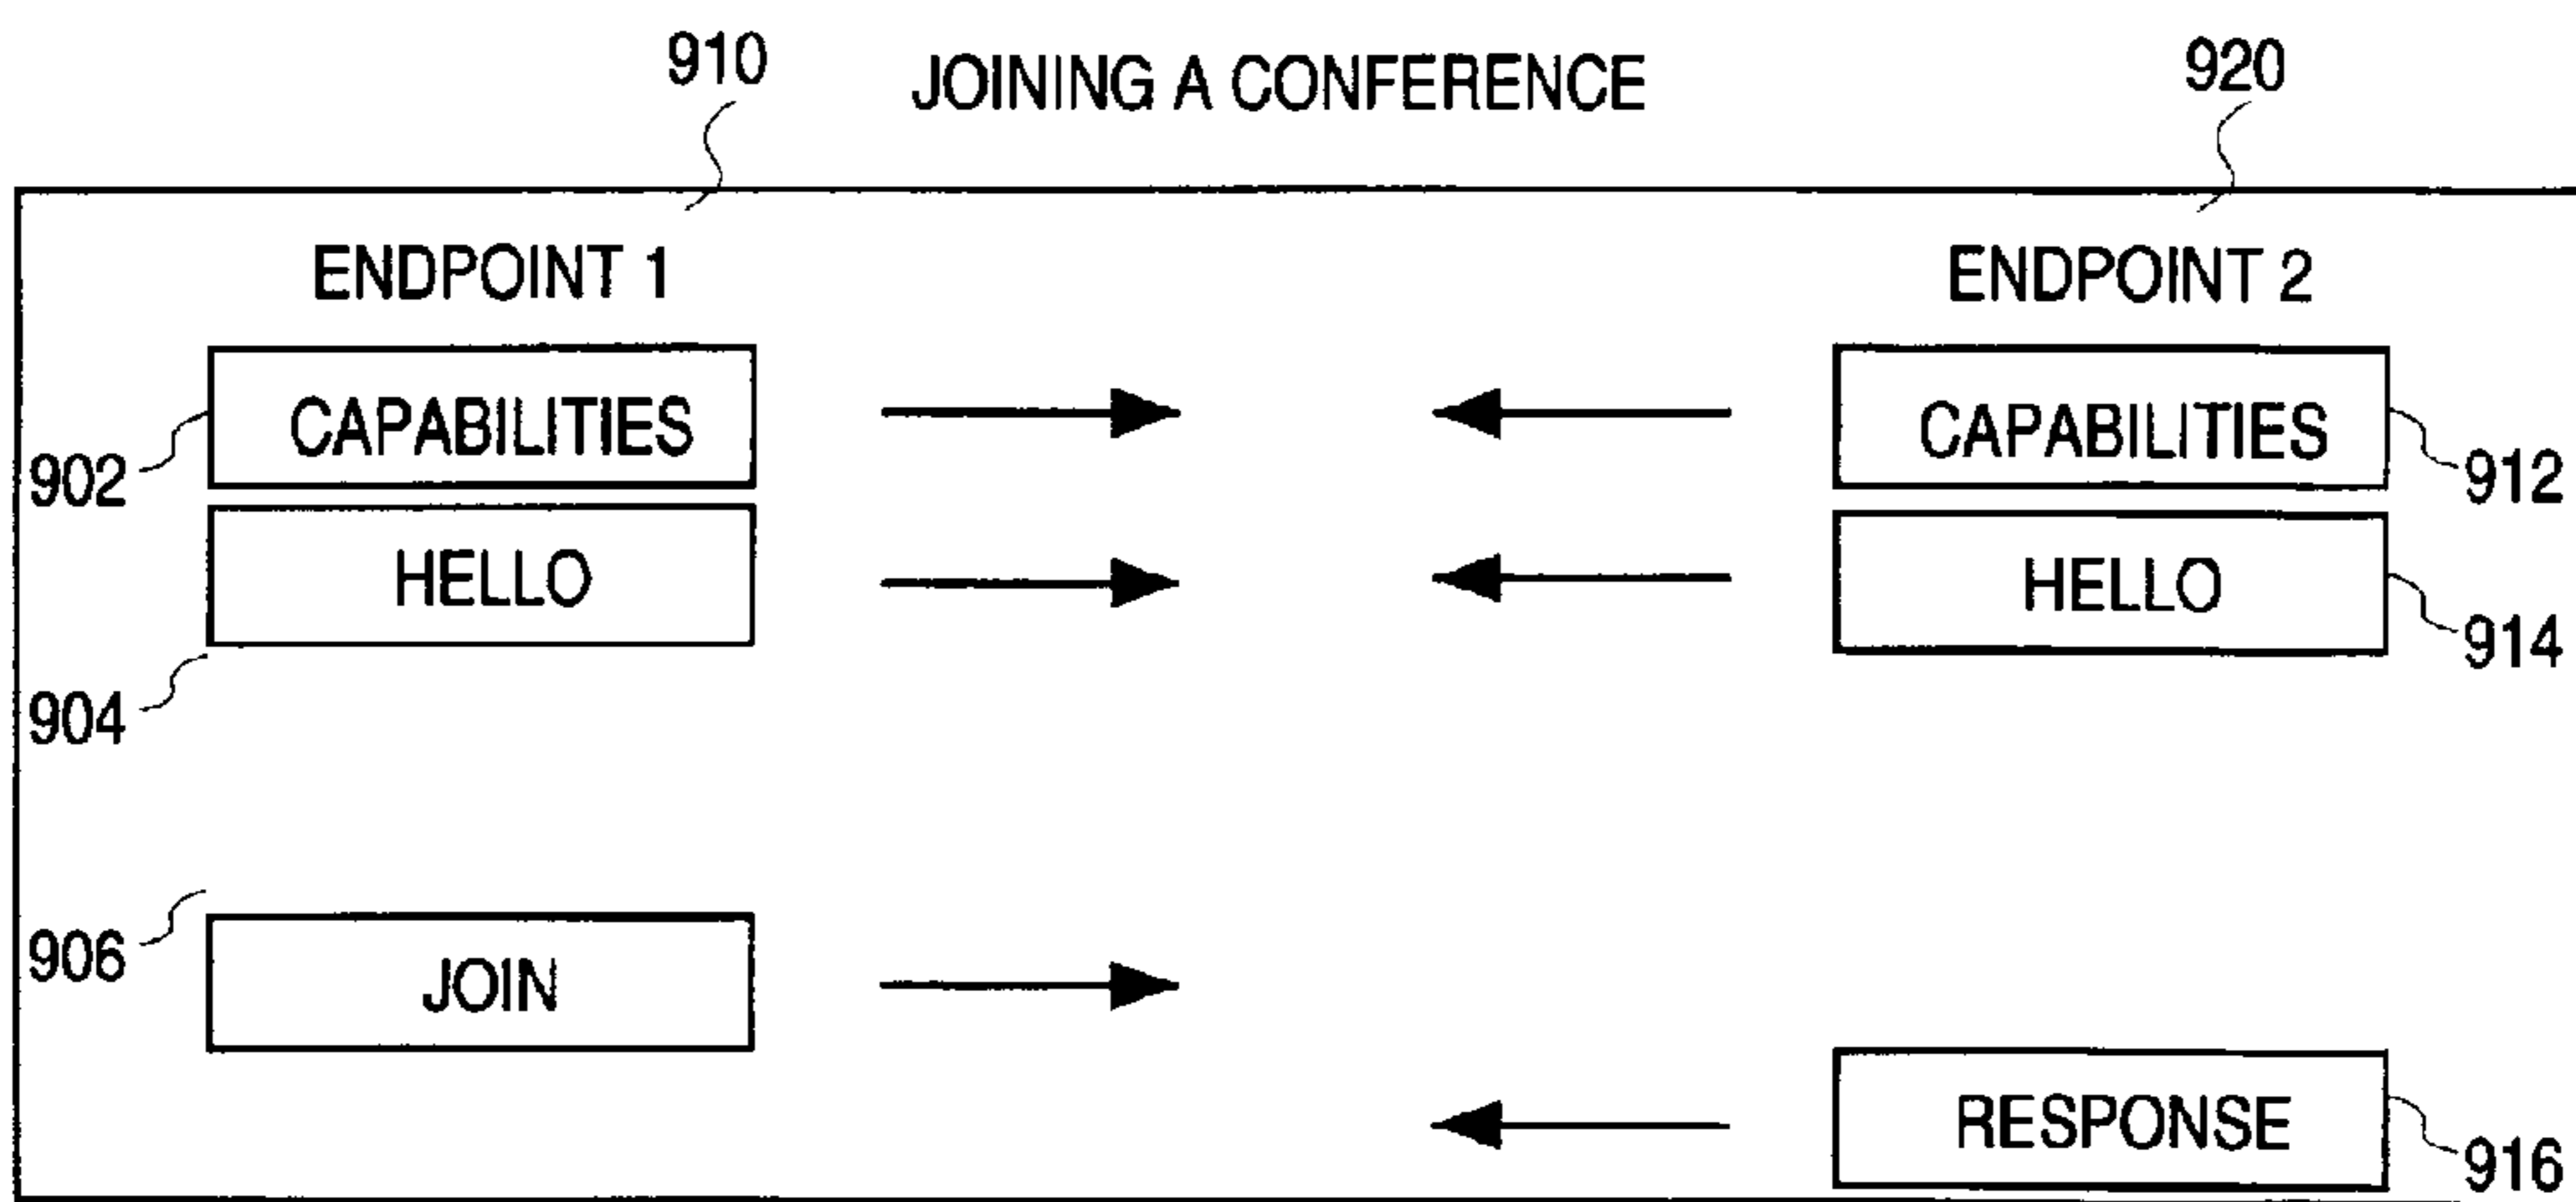 910 JOINING A CONFERENCE 920
ENDPOINT 1 ENDPOINT 2
CAPABILITIES CAPABILITIES
902 912
HELLO HELLO
914
904
906
JOIN
RESPONSE
916